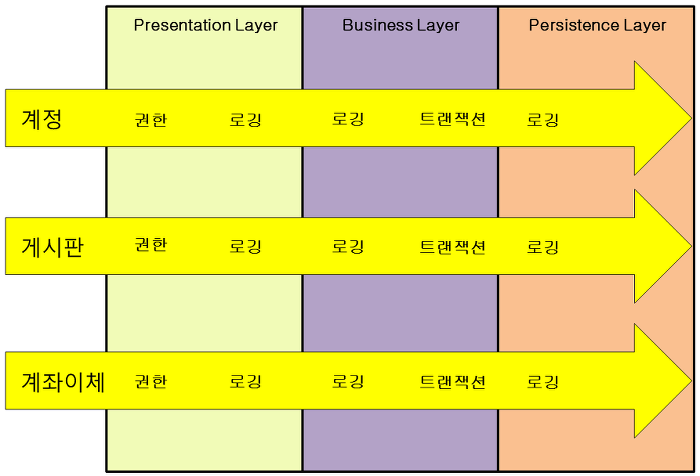 Presentation Layer Business Layer Persistence Layer
계정 권한 로깅 로깅 트랜잭션 로깅
게시판 권한 로깅 로깅 트랜잭션 로깅
계좌이체 권한 로깅 로깅 트랜잭션 로깅